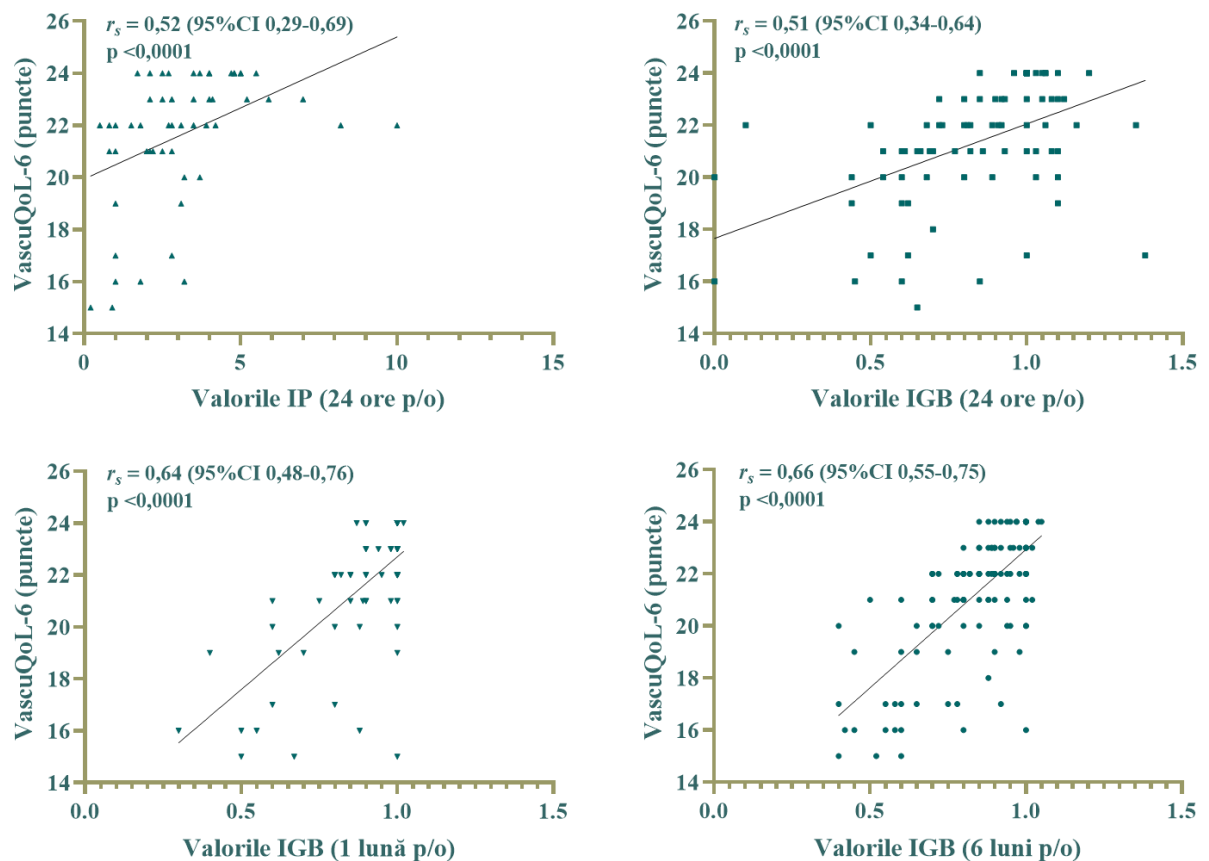 r_s = 0,52 (95%CI 0,29-0,69)
p <0,0001
VascuQoL-6 (puncte)
26
24
22
20
18
16
14
0
5
10
15
Valorile IP (24 ore p/o)
r_s = 0,51 (95%CI 0,34-0,64)
p <0,0001
VascuQoL-6 (puncte)
26
24
22
20
18
16
14
0.0
0.5
1.0
1.5
Valorile IGB (24 ore p/o)
r_s = 0,64 (95%CI 0,48-0,76)
p <0,0001
VascuQoL-6 (puncte)
26
24
22
20
18
16
14
0.0
0.5
1.0
1.5
Valorile IGB (1 lună p/o)
r_s = 0,66 (95%CI 0,55-0,75)
p <0,0001
VascuQoL-6 (puncte)
26
24
22
20
18
16
14
0.0
0.5
1.0
1.5
Valorile IGB (6 luni p/o)